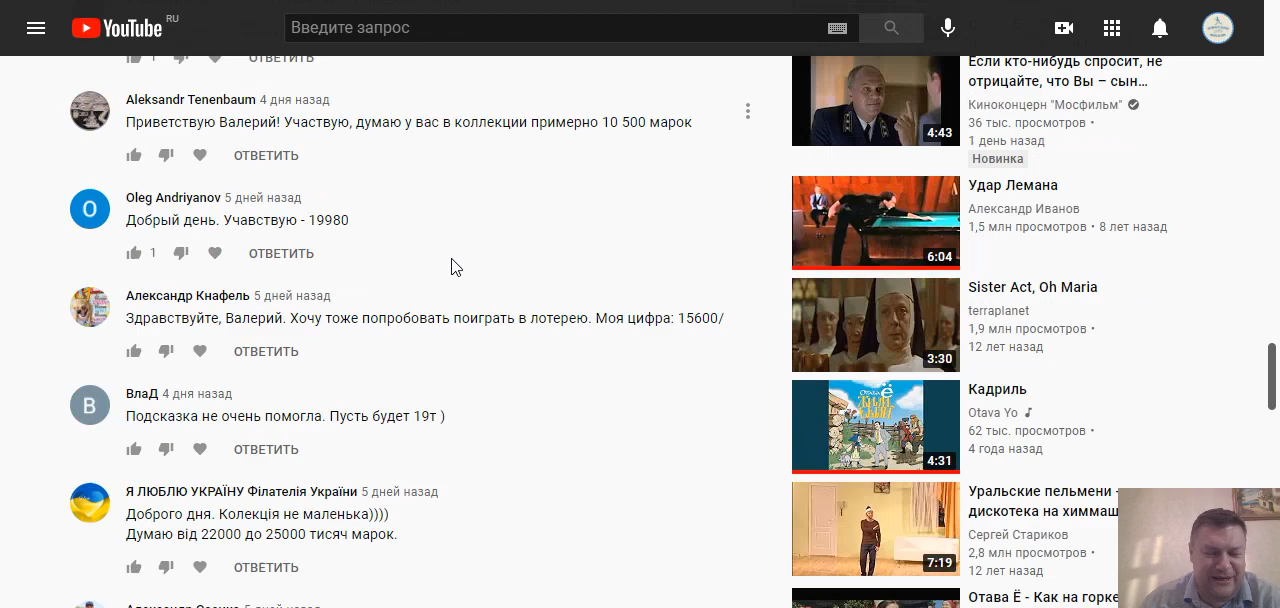 YouTube RU
Введите запрос
1 ОТВЕТИТЬ
Aleksandr Tenenbaum 4 дня назад
Приветствую Валерий! Участвую, думаю у вас в коллекции примерно 10 500 марок
ОТВЕТИТЬ
Oleg Andriyanov 5 дней назад
О
Добрый день. Учавствую - 19980
1 ОТВЕТИТЬ
Александр Кнафель 5 дней назад
Здравствуйте, Валерий. Хочу тоже попробовать поиграть в лотерею. Моя цифра: 15600/
ОТВЕТИТЬ
ВлаД 4 дня назад
В
Подсказка не очень помогла. Пусть будет 19т )
ОТВЕТИТЬ
Я ЛЮБЛЮ УКРАЇНУ Філателія України 5 дней назад
Доброго дня. Колекція не маленька))))
Думаю від 22000 до 25000 тисяч марок.
ОТВЕТИТЬ
5 дней назад
Если кто-нибудь спросит, не
отрицайте, что Вы – сын…
Киноконцерн "Мосфильм"
36 тыс. просмотров •
1 день назад
Новинка
4:43
Удар Лемана
Александр Иванов
1,5 млн просмотров • 8 лет назад
6:04
Sister Act, Oh Maria
terraplanet
1,9 млн просмотров •
12 лет назад
3:30
Кадриль
Otava Yo
62 тыс. просмотров •
4 года назад
Отава Ё
4:31
Уральские пельмени -
дискотека на химмаш
Сергей Стариков
2,8 млн просмотров •
12 лет назад
7:19
Отава Ё - Как на горке